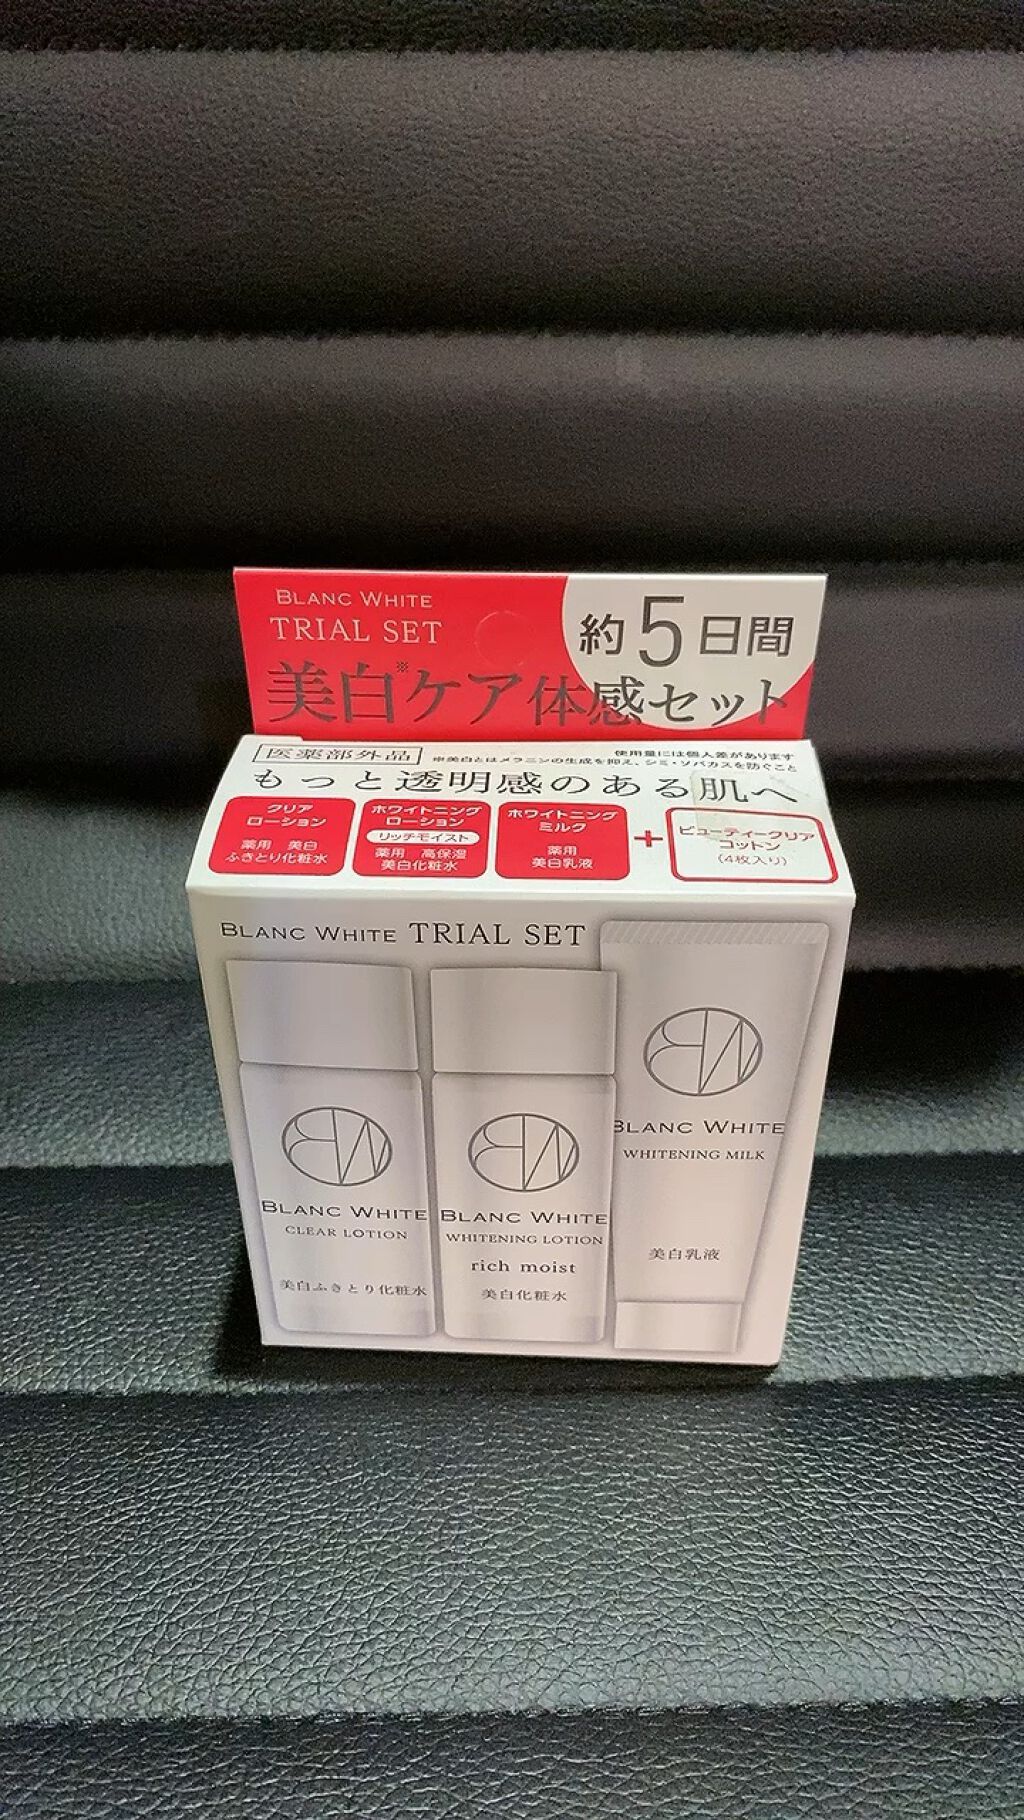 BLANC WHITE
TRIAL SET
約5日間
美白※ケア体感セット
医薬部外品
使用量には個人差があります
※美白とはメラニンの生成を抑え、シミ・ソバカスを防ぐこと
もっと透明感のある肌へ
クリア
ローション
薬用 美白
ふきとり化粧水
ホワイトニング
ローション
リッチモイスト
薬用 高保湿
美白化粧水
ホワイトニング
ミルク
薬用
美白乳液
+
ビューティークリア
コットン
(4枚入り)
BLANC WHITE TRIAL SET
BW
BLANC WHITE
CLEAR LOTION
美白ふきとり化粧水
BW
BLANC WHITE
WHITENING LOTION
rich moist
美白化粧水
BW
BLANC WHITE
WHITENING MILK
美白乳液